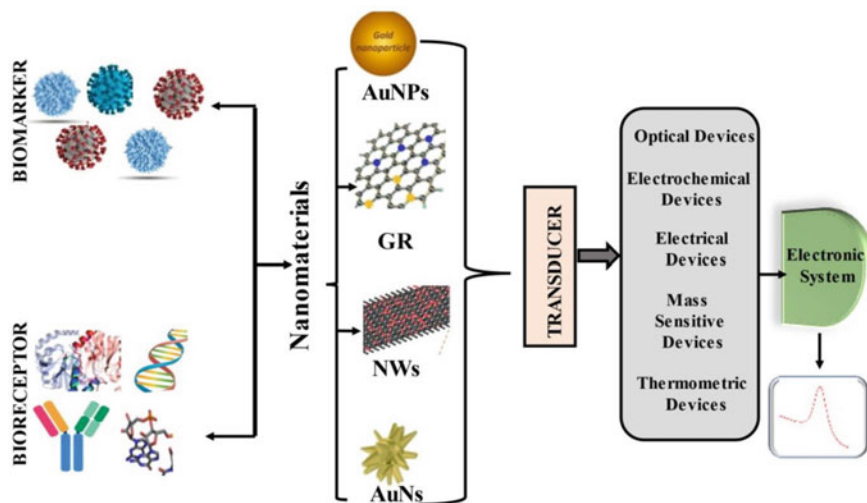 BIOMARKER
BIORECEPTOR
Nanomaterials
Gold
nanoparticle
AuNPs
GR
NWs
AuNs
TRANSDUCER
Optical Devices
Electrochemical
Devices
Electrical
Devices
Mass
Sensitive Devices
Thermometric
Devices
Electronic
System